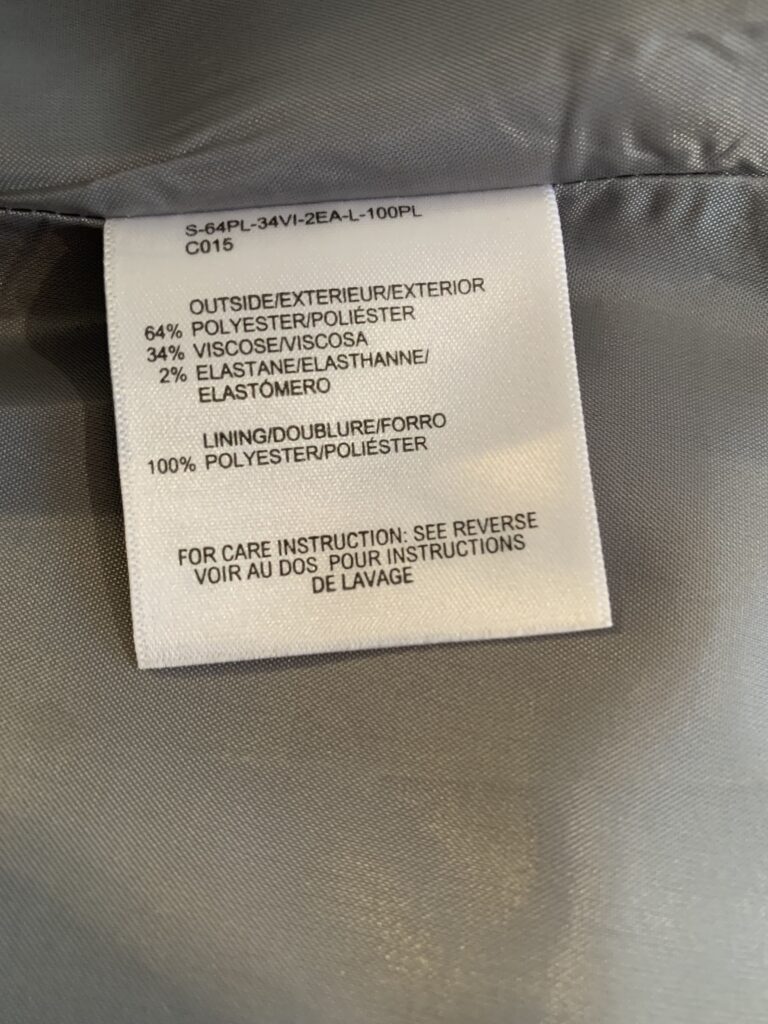 S-64PL-34VI-2EA-L-100PL
C015
OUTSIDE/EXTERIEUR/EXTERIOR
64% POLYESTER/POLIÉSTER
34% VISCOSE/VISCOSA
2% ELASTANE/ELASTHANNE/
ELASTÓMERO
LINING/DOUBLURE/FORRO
100% POLYESTER/POLIÉSTER
FOR CARE INSTRUCTION: SEE REVERSE
VOIR AU DOS POUR INSTRUCTIONS
DE LAVAGE